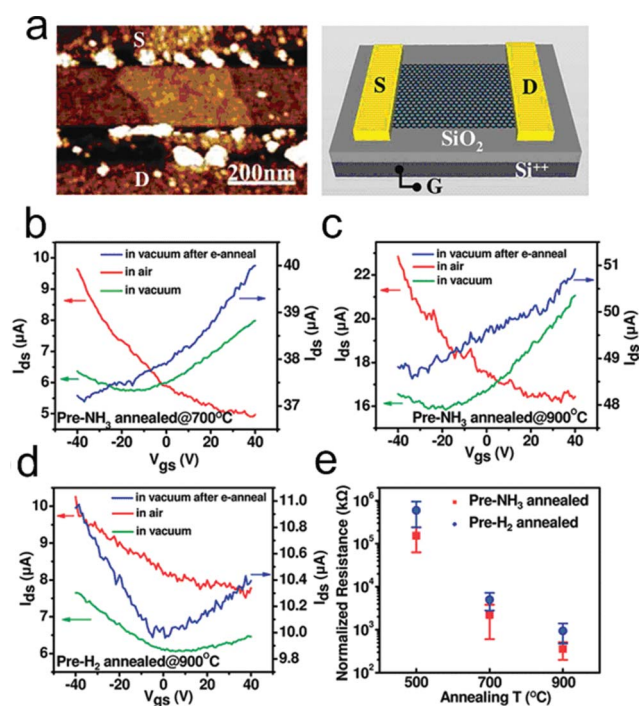 a
S
D
200nm
S
D
SiO2
Si++
G
b
in vacuum after e-anneal
in air
in vacuum
Ids (μA)
10
9
8
7
6
5
40
39
38
37
Ids (μA)
Pre-NH3 annealed@700°C
-40 -20 0 20 40
Vgs (V)
c
in vacuum after e-anneal
in air
in vacuum
Ids (μA)
22
20
18
16
51
50
49
48
Ids (μA)
Pre-NH3 annealed@900°C
-40 -20 0 20 40
Vgs (V)
d
in vacuum after e-anneal
in air
in vacuum
Ids (μA)
10
9
8
7
6
11.0
10.8
10.6
10.4
10.2
10.0
9.8
Ids (μA)
Pre-H2 annealed@900°C
-40 -20 0 20 40
Vgs (V)
e
Pre-NH3 annealed
Pre-H2 annealed
Normalized Resistance (kΩ)
10^6
10^5
10^4
10^3
10^2
500 700 900
Annealing T (°C)